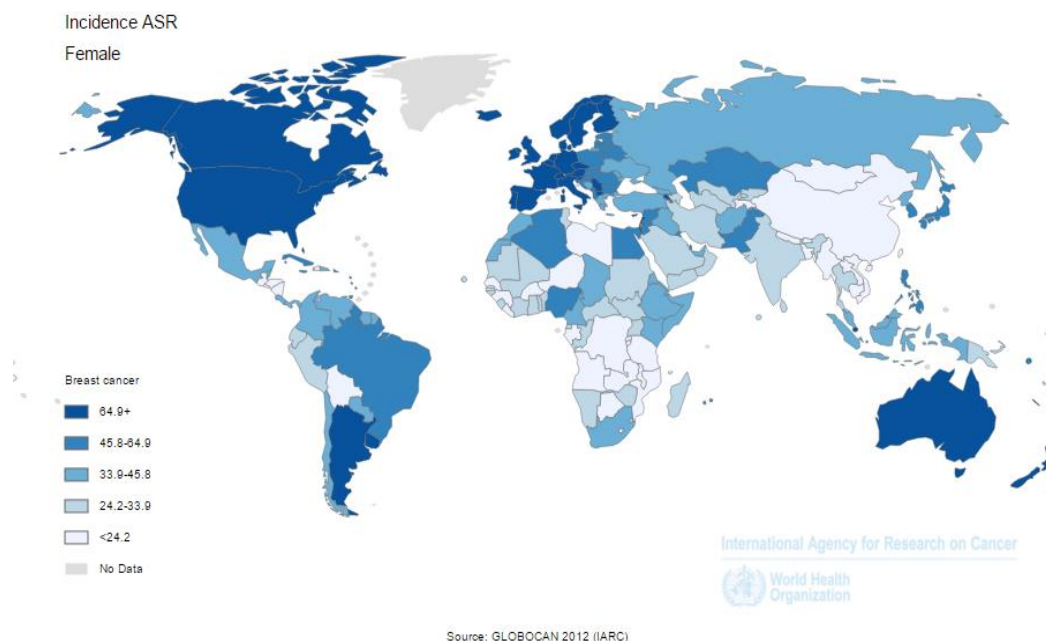 Incidence ASR
Female
Breast cancer
64.9+
45.8-64.9
33.9-45.8
24.2-33.9
<24.2
No Data
International Agency for Research on Cancer
World Health
Organization
Source: GLOBOCAN 2012 (IARC)